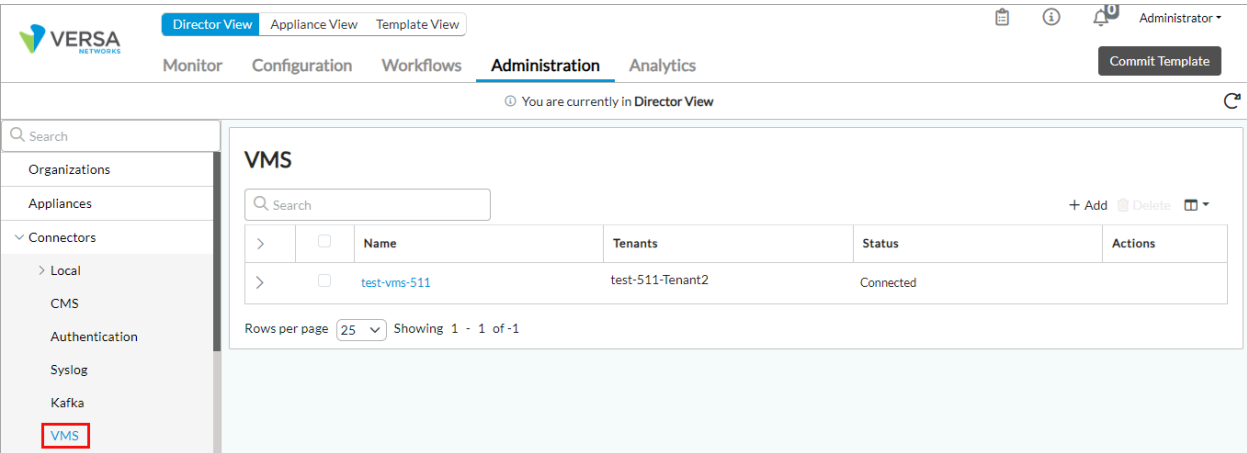 VERSA
NETWORKS
Director View Appliance View Template View
0
Administrator
Monitor Configuration Workflows Administration Analytics
Commit Template
You are currently in Director View
Search
Organizations
Appliances
Connectors
Local
CMS
Authentication
Syslog
Kafka
VMS
VMS
Search
+ Add Delete
Name Tenants Status Actions
test-vms-511 test-511-Tenant2 Connected
Rows per page 25 Showing 1 - 1 of -1